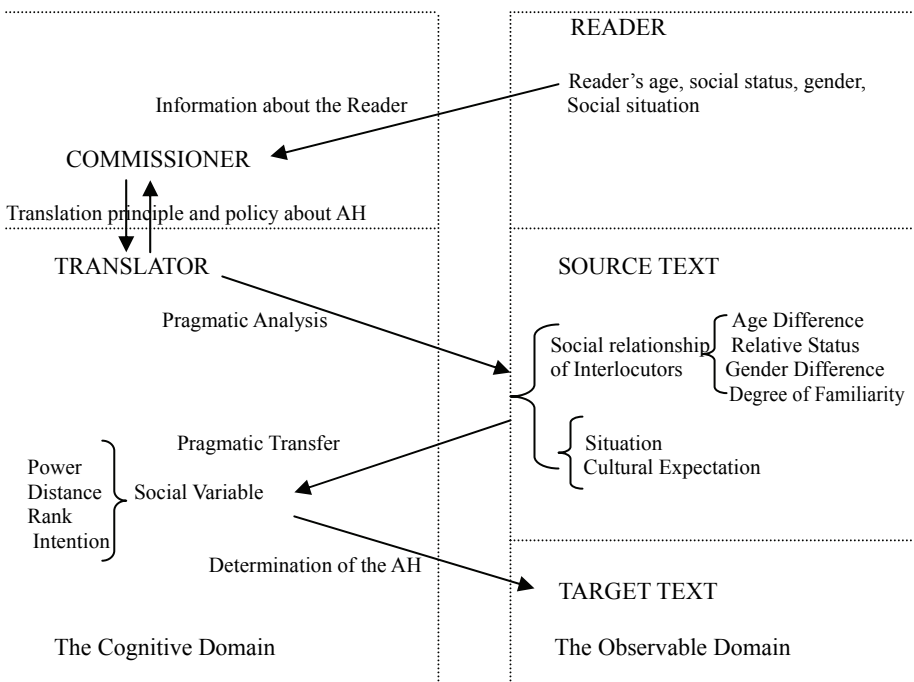 READER
Reader's age, social status, gender,
Social situation
Information about the Reader
COMMISSIONER
Translation principle and policy about AH
TRANSLATOR
SOURCE TEXT
Pragmatic Analysis
Social relationship
of Interlocutors
Age Difference
Relative Status
Gender Difference
Degree of Familiarity
Situation
Cultural Expectation
Pragmatic Transfer
Power
Distance
Rank
Intention
Social Variable
Determination of the AH
TARGET TEXT
The Cognitive Domain
The Observable Domain